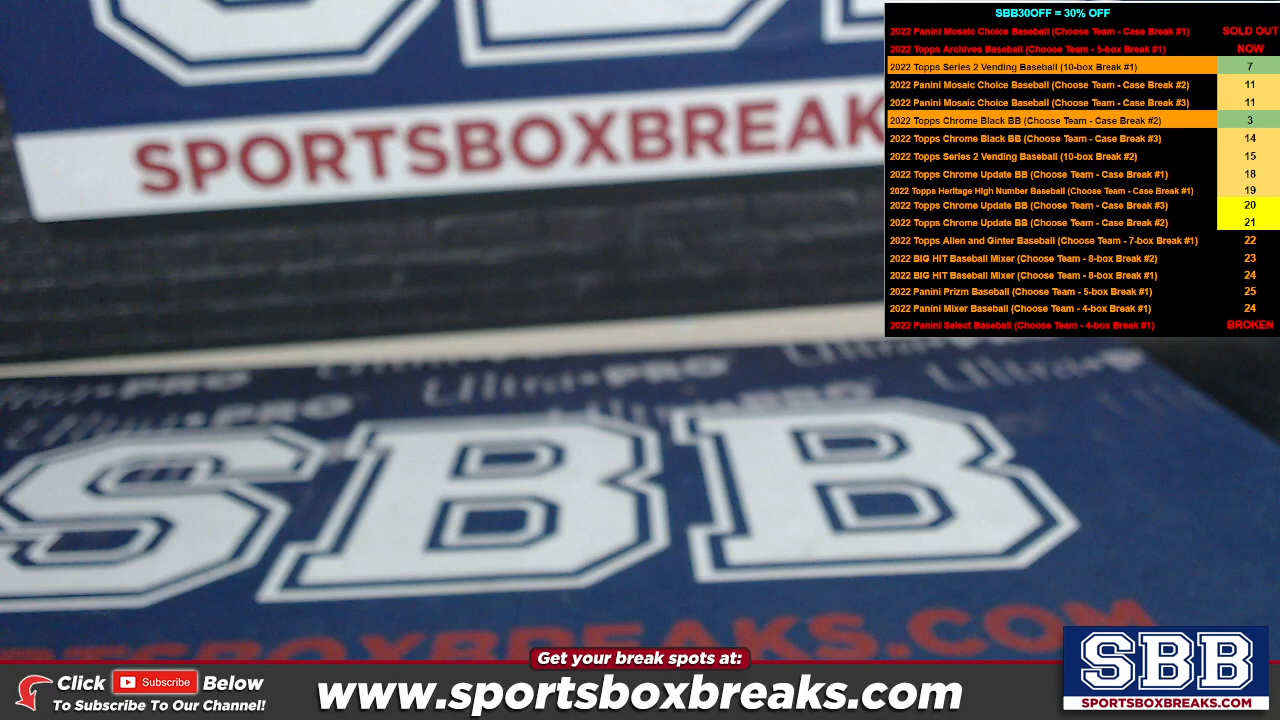 SBB30OFF = 30% OFF
2022 Panini Mosaic Choice Baseball (Choose Team - Case Break #1) SOLD OUT
2022 Topps Archives Baseball (Choose Team - 5-box Break #1) NOW
2022 Topps Series 2 Vending Baseball (10-box Break #1) 7
2022 Panini Mosaic Choice Baseball (Choose Team - Case Break #2) 11
2022 Panini Mosaic Choice Baseball (Choose Team - Case Break #3) 11
2022 Topps Chrome Black BB (Choose Team - Case Break #2) 3
2022 Topps Chrome Black BB (Choose Team - Case Break #3) 14
2022 Topps Series 2 Vending Baseball (10-box Break #2) 15
2022 Topps Chrome Update BB (Choose Team - Case Break #1) 18
2022 Topps Heritage High Number Baseball (Choose Team - Case Break #1) 19
2022 Topps Chrome Update BB (Choose Team - Case Break #3) 20
2022 Topps Chrome Update BB (Choose Team - Case Break #2) 21
2022 Topps Allen and Ginter Baseball (Choose Team - 7-box Break #1) 22
2022 BIG HIT Baseball Mixer (Choose Team - 8-box Break #2) 23
2022 BIG HIT Baseball Mixer (Choose Team - 8-box Break #1) 24
2022 Panini Prizm Baseball (Choose Team - 5-box Break #1) 25
2022 Panini Mixer Baseball (Choose Team - 4-box Break #1) 24
2022 Panini Select Baseball (Choose Team - 4-box Break #1) BROKEN
SPORTSBOXBREAK
Ultra PRO Ultra PRO
Ultra PRO
SBB
TSBOXBREAKS.COM
Get your break spots at:
Click Subscribe Below
To Subscribe To Our Channel!
www.sportsboxbreaks.com
SBB
SPORTSBOXBREAKS.COM